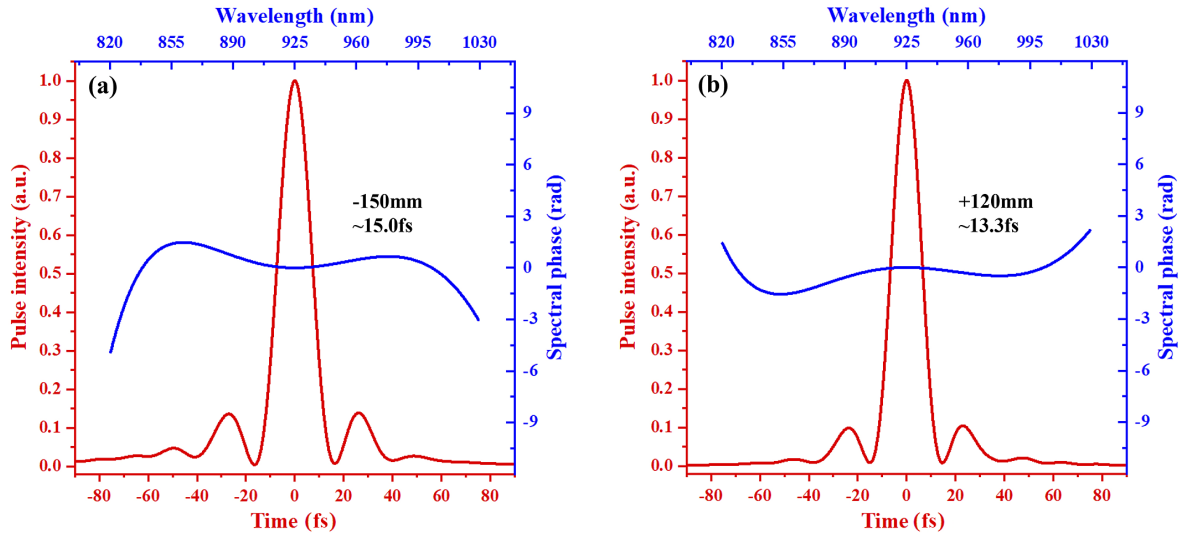 Wavelength (nm)
820 855 890 925 960 995 1030
(a)
1.0
0.9
0.8
0.7
0.6
0.5
0.4
0.3
0.2
0.1
0.0
Pulse intensity (a.u.)
-150mm
~15.0fs
9
6
3
0
-3
-6
-9
Spectral phase (rad)
-80 -60 -40 -20 0 20 40 60 80
Time (fs)
Wavelength (nm)
820 855 890 925 960 995 1030
(b)
1.0
0.9
0.8
0.7
0.6
0.5
0.4
0.3
0.2
0.1
0.0
Pulse intensity (a.u.)
+120mm
~13.3fs
9
6
3
0
-3
-6
-9
Spectral phase (rad)
-80 -60 -40 -20 0 20 40 60 80
Time (fs)